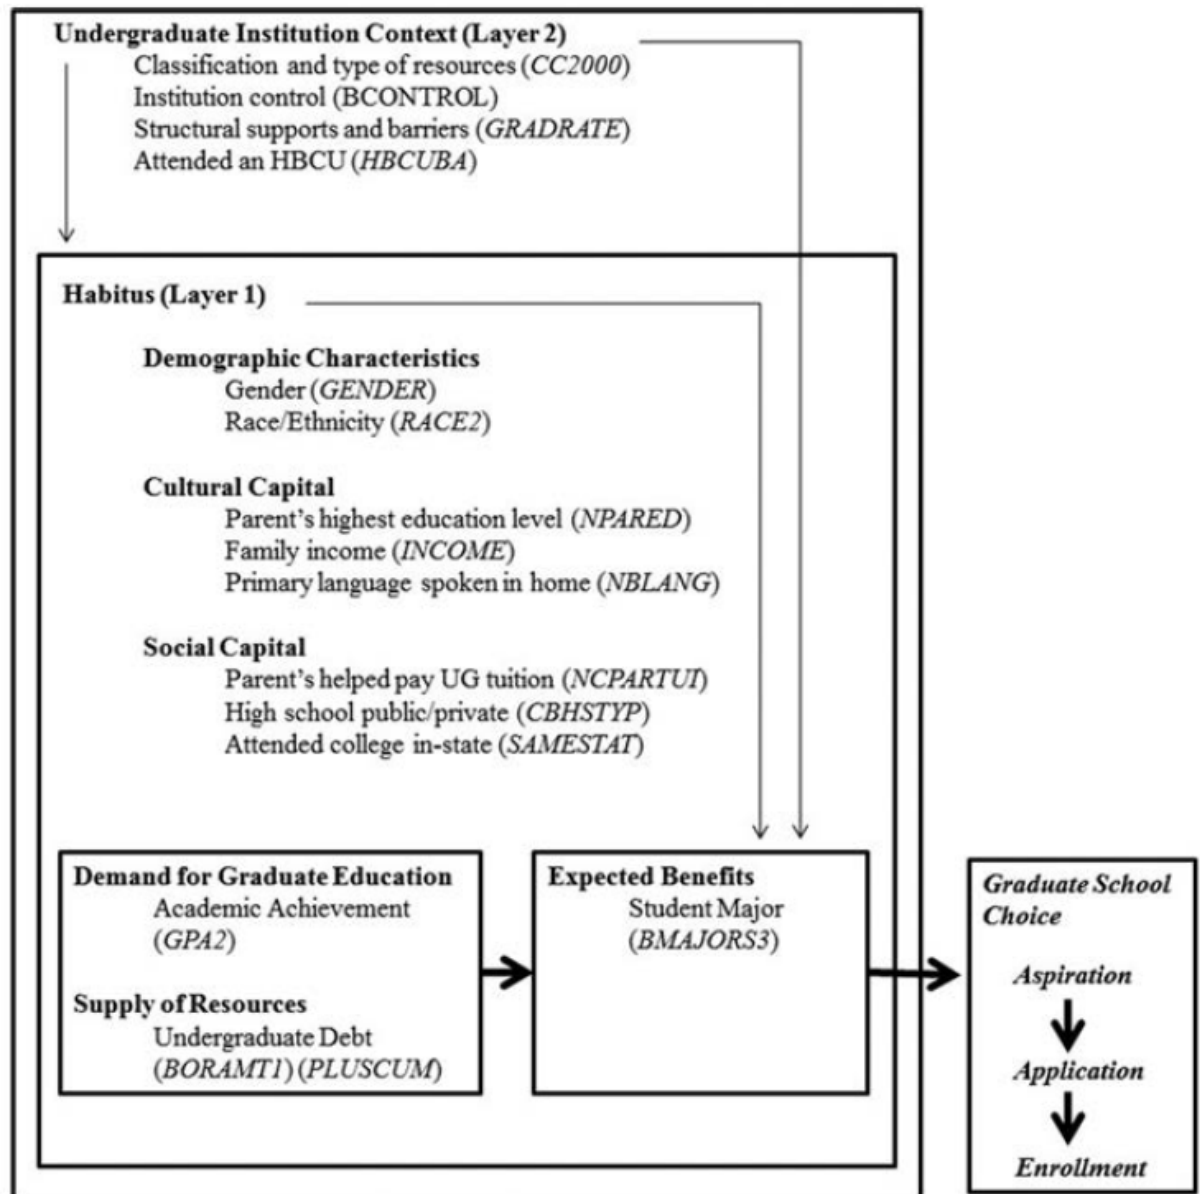 Undergraduate Institution Context (Layer 2)
Classification and type of resources (CC2000)
Institution control (BCONTROL)
Structural supports and barriers (GRADRATE)
Attended an HBCU (HBCUBA)
Habitus (Layer 1)
Demographic Characteristics
Gender (GENDER)
Race/Ethnicity (RACE2)
Cultural Capital
Parent's highest education level (NPARED)
Family income (INCOME)
Primary language spoken in home (NBLANG)
Social Capital
Parent's helped pay UG tuition (NCPARTUI)
High school public/private (CBHSTYP)
Attended college in-state (SAMESTAT)
Demand for Graduate Education
Academic Achievement
(GPA2)
Supply of Resources
Undergraduate Debt
(BORAMT1) (PLUSCUM)
Expected Benefits
Student Major
(BMAJORS3)
Graduate School
Choice
Aspiration
Application
Enrollment